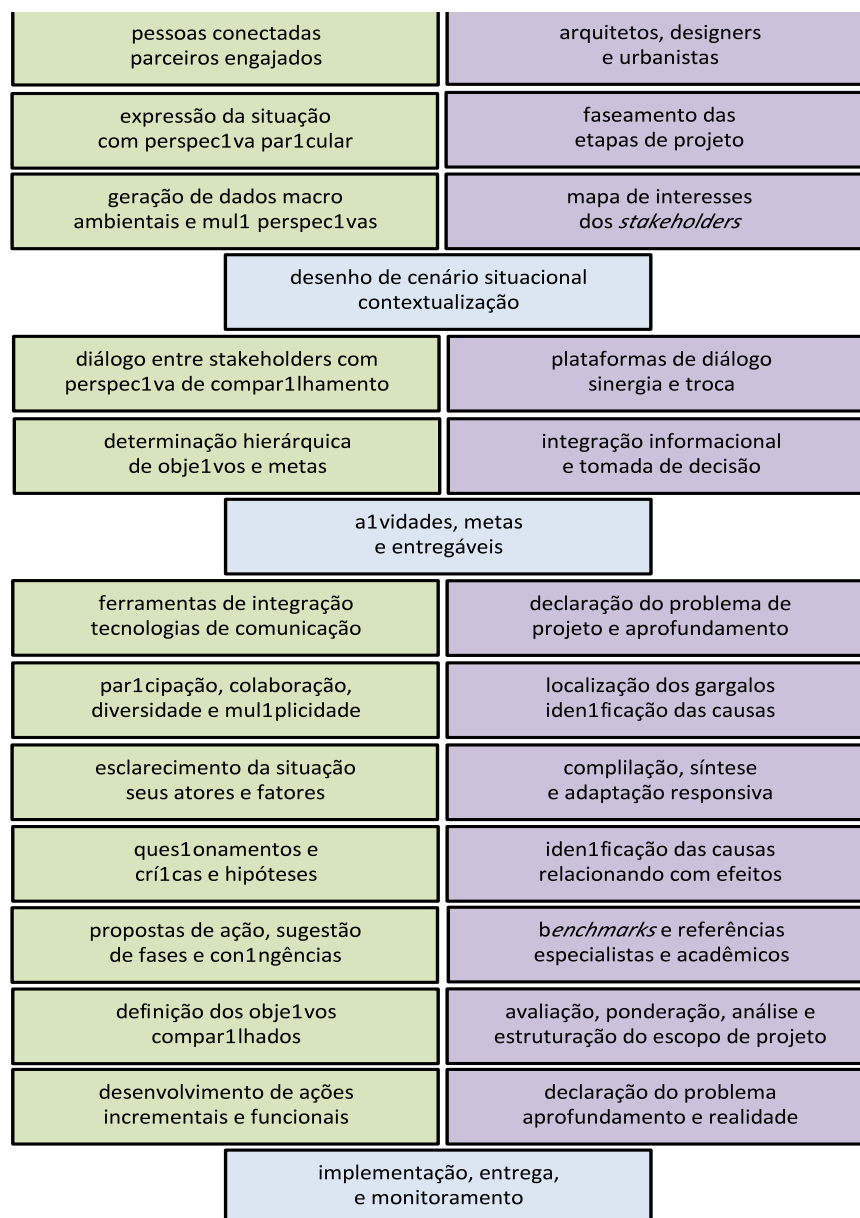 pessoas conectadas
parceiros engajados
arquitetos, designers
e urbanistas
expressão da situação
com perspec1va par1cular
faseamento das
etapas de projeto
geração de dados macro
ambientais e mul1 perspec1vas
mapa de interesses
dos stakeholders
desenho de cenário situacional
contextualização
diálogo entre stakeholders com
perspec1va de compar1lhamento
plataformas de diálogo
sinergia e troca
determinação hierárquica
de obje1vos e metas
integração informacional
e tomada de decisão
a1vidades, metas
e entregáveis
ferramentas de integração
tecnologias de comunicação
declaração do problema de
projeto e aprofundamento
par1cipação, colaboração,
diversidade e mul1plicidade
localização dos gargalos
iden1ficação das causas
esclarecimento da situação
seus atores e fatores
complilação, síntese
e adaptação responsiva
ques1onamentos e
crí1cas e hipóteses
iden1ficação das causas
relacionando com efeitos
propostas de ação, sugestão
de fases e con1ngências
benchmarks e referências
especialistas e acadêmicos
definição dos obje1vos
compar1lhados
avaliação, ponderação, análise e
estruturação do escopo de projeto
desenvolvimento de ações
incrementais e funcionais
declaração do problema
aprofundamento e realidade
implementação, entrega,
e monitoramento